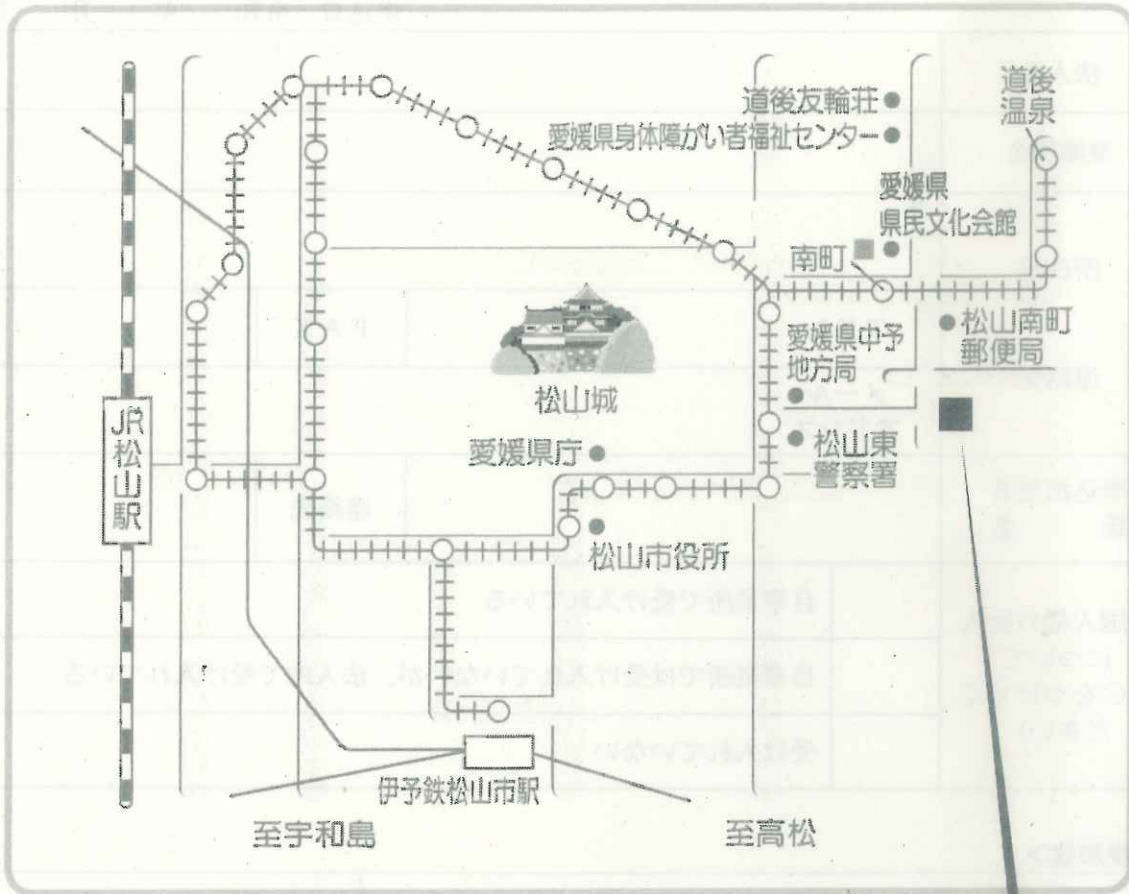 道後友輪荘
愛媛県身体障がい者福祉センター
道後
温泉
愛媛県
県民文化会館
南町
松山南町
郵便局
愛媛県中予
地方局
松山城
松山東
警察署
愛媛県庁
松山市役所
JR松山駅
伊予鉄松山市駅
至宇和島
至高松